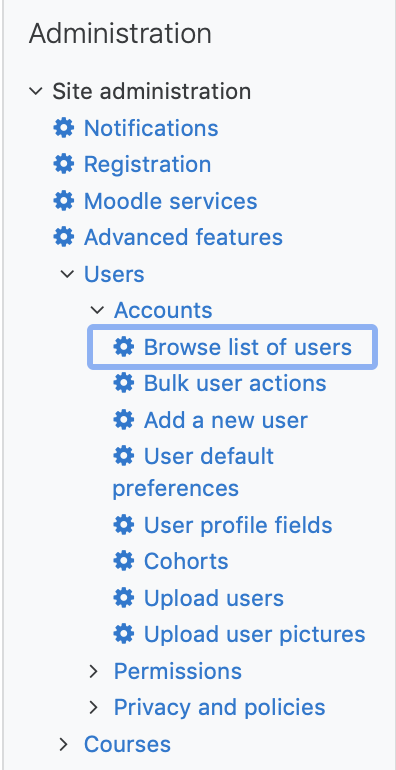 Administration
Site administration
Notifications
Registration
Moodle services
Advanced features
Users
Accounts
Browse list of users
Bulk user actions
Add a new user
User default
preferences
User profile fields
Cohorts
Upload users
Upload user pictures
Permissions
Privacy and policies
Courses